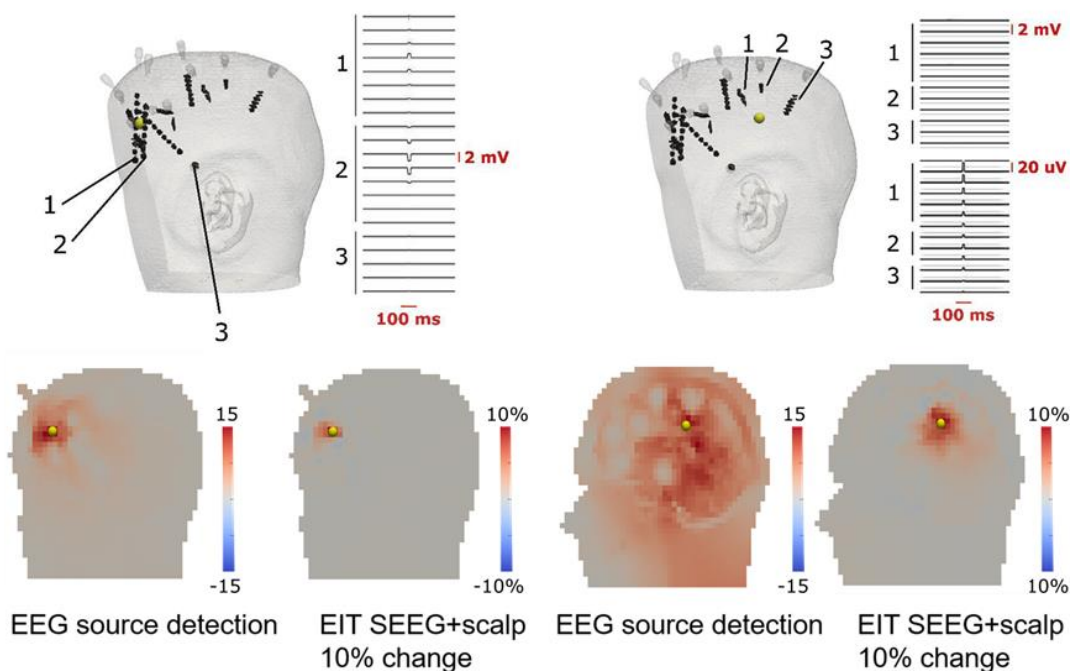 1
2
3
1
2
3
2 mV
100 ms
1
2
3
1
2
3
2 mV
1
2
3
20 uV
100 ms
15
-15
10%
-10%
15
-15
10%
10%
EEG source detection
EIT SEEG+scalp
10% change
EEG source detection
EIT SEEG+scalp
10% change